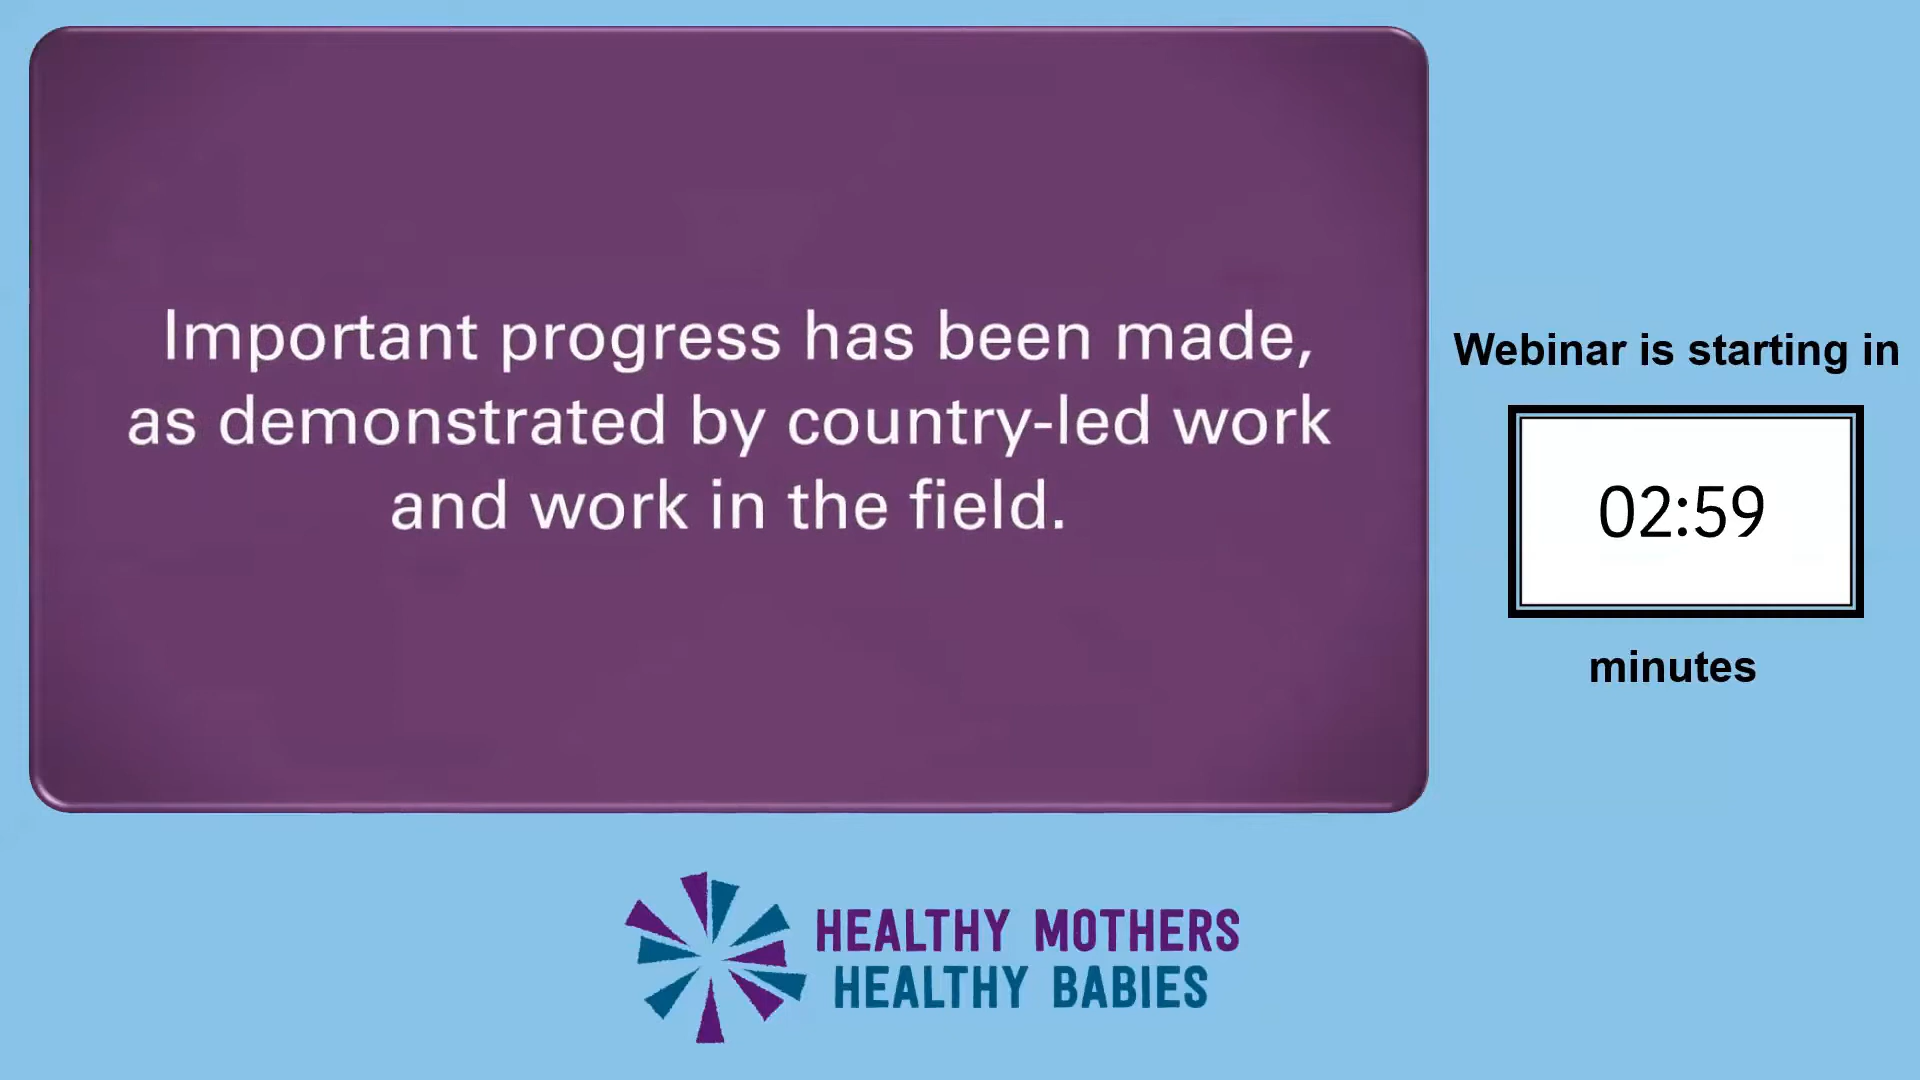 Important progress has been made,
as demonstrated by country-led work
and work in the field.
Webinar is starting in
02:59
minutes
HEALTHY MOTHERS
HEALTHY BABIES